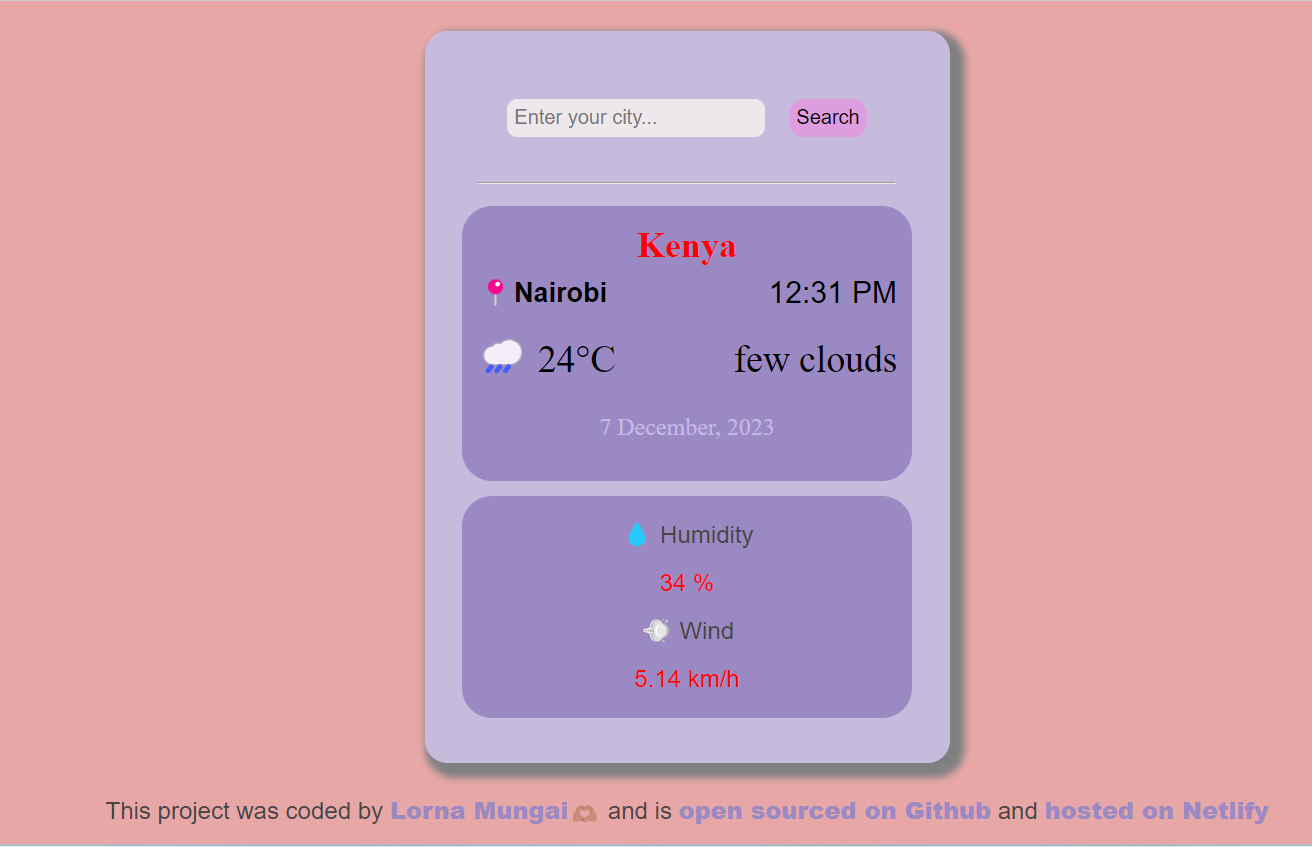 Enter your city... Search
Kenya
Nairobi 12:31 PM
24°C few clouds
7 December, 2023
Humidity
34 %
Wind
5.14 km/h
This project was coded by Lorna Mungai🫶🏽 and is open sourced on Github and hosted on Netlify